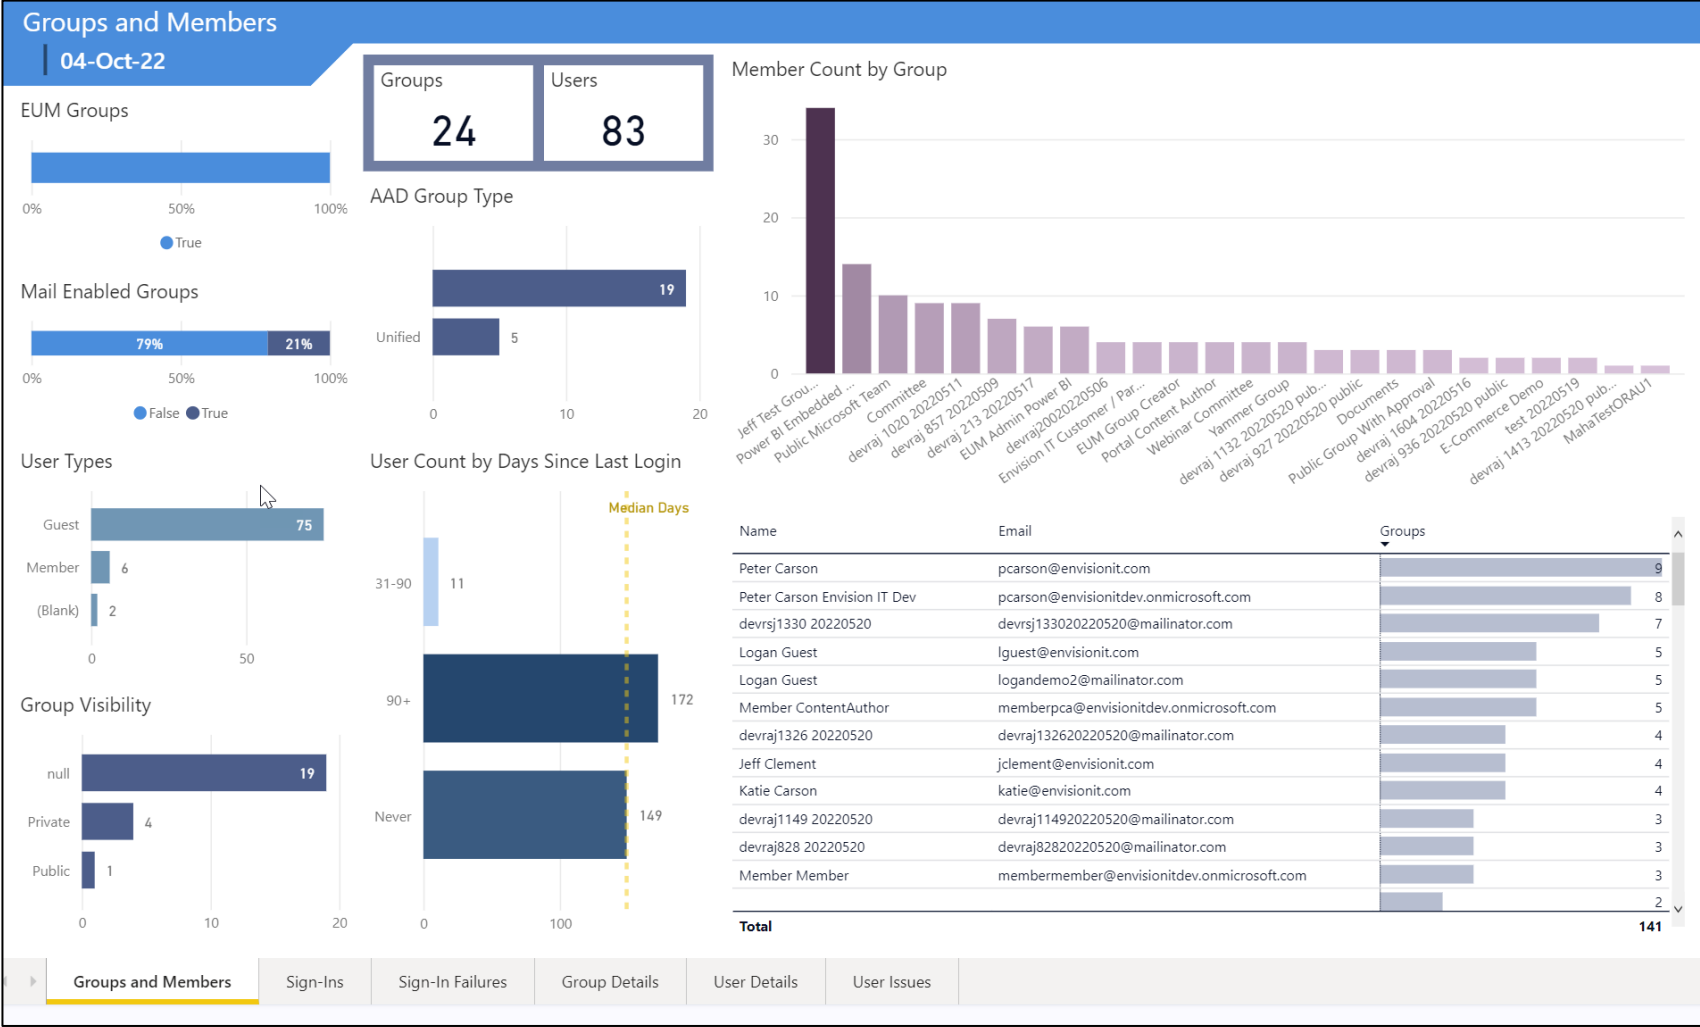 Groups and Members
04-Oct-22
EUM Groups
0% 50% 100%
True
Mail Enabled Groups
79% 21%
0% 50% 100%
False True
User Types
Guest 75
Member 6
(Blank) 2
0 50
Group Visibility
null 19
Private 4
Public 1
0 10 20
Groups
24
Users
83
AAD Group Type
19
Unified 5
0 10 20
User Count by Days Since Last Login
Median Days
31-90 11
90+ 172
Never 149
0 100
Member Count by Group
30
20
10
0
Jeff Test Grou...
Power BI Embedded ...
Public Microsoft Team
Committee
devraj 1020 20220511
devraj 857 20220509
devraj 213 20220517
EUM Admin Power BI
devraj20020220506
Envision IT Customer / Par...
EUM Group Creator
Portal Content Author
Webinar Committee
Yammer Group
devraj 1132 20220520 pub...
devraj 927 20220520 public
Documents
Public Group With Approval
devraj 1604 20220516
devraj 936 20220520 public
E-Commerce Demo
test 20220519
devraj 1413 20220520 pub...
MahaTestORAU1
Name Email Groups
Peter Carson pcarson@envisionit.com 9
Peter Carson Envision IT Dev pcarson@envisionitdev.onmicrosoft.com 8
devrsj1330 20220520 devrsj133020220520@mailinator.com 7
Logan Guest lguest@envisionit.com 5
Logan Guest logandemo2@mailinator.com 5
Member ContentAuthor memberpca@envisionitdev.onmicrosoft.com 5
devraj1326 20220520 devraj132620220520@mailinator.com 4
Jeff Clement jclement@envisionit.com 4
Katie Carson katie@envisionit.com 4
devraj1149 20220520 devraj114920220520@mailinator.com 3
devraj828 20220520 devraj82820220520@mailinator.com 3
Member Member membermember@envisionitdev.onmicrosoft.com 3
2
Total 141
Groups and Members Sign-Ins Sign-In Failures Group Details User Details User Issues